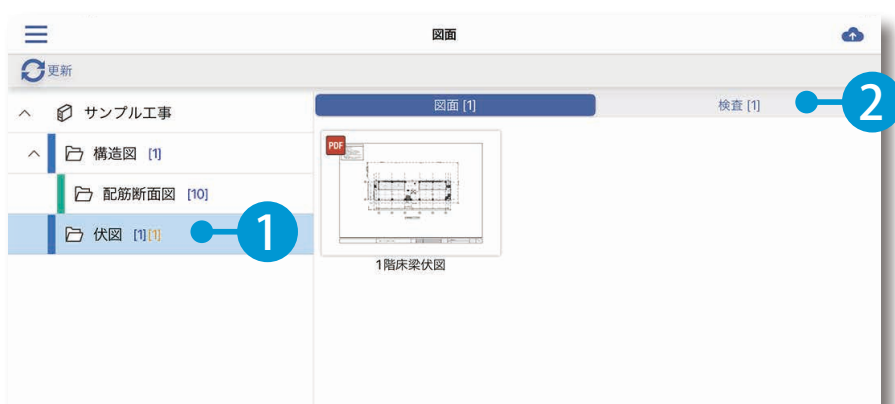 図面
更新
サンプル工事
図面 [1]
検査 [1]
2
構造図 [1]
PDF
配筋断面図 [10]
伏図 [1][1]
1
1階床梁伏図